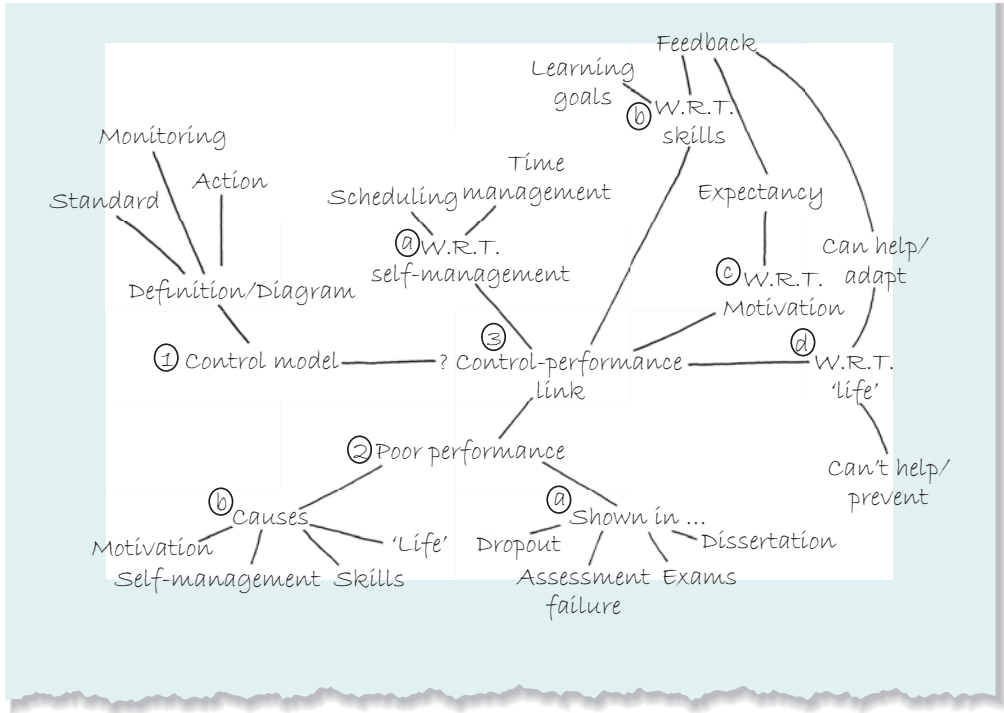 Feedback
Learning
goals
b W.R.T.
skills
Monitoring
Action
Standard
Definition/Diagram
Time
management
Scheduling
a W.R.T.
self-management
Expectancy
c W.R.T.
Motivation
Can help/
adapt
1 Control model
3
? Control-performance
link
d
W.R.T.
'life'
Can't help/
prevent
2 Poor performance
b
Causes
Motivation
Self-management
Skills
'Life'
a
Shown in ...
Dropout
Assessment
failure
Exams
Dissertation